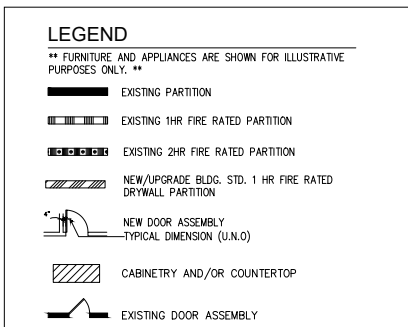 LEGEND
** FURNITURE AND APPLIANCES ARE SHOWN FOR ILLUSTRATIVE
PURPOSES ONLY. **
EXISTING PARTITION
EXISTING 1HR FIRE RATED PARTITION
EXISTING 2HR FIRE RATED PARTITION
NEW/UPGRADE BLDG. STD. 1 HR FIRE RATED
DRYWALL PARTITION
4"
NEW DOOR ASSEMBLY
TYPICAL DIMENSION (U.N.O)
CABINETRY AND/OR COUNTERTOP
EXISTING DOOR ASSEMBLY